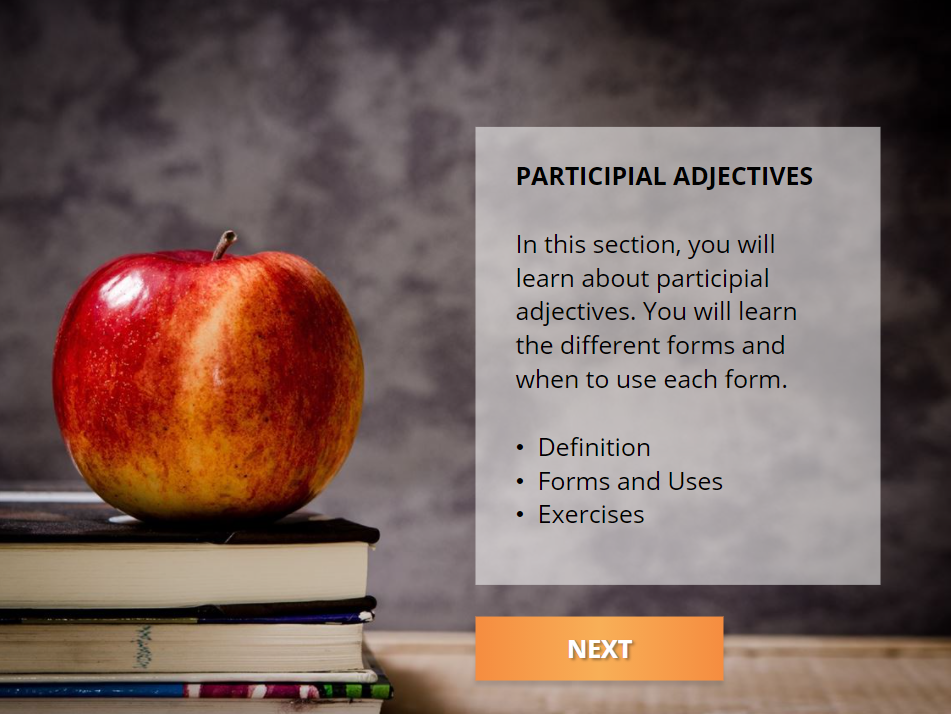 PARTICIPIAL ADJECTIVES
In this section, you will
learn about participial
adjectives. You will learn
the different forms and
when to use each form.
• Definition
• Forms and Uses
• Exercises
NEXT